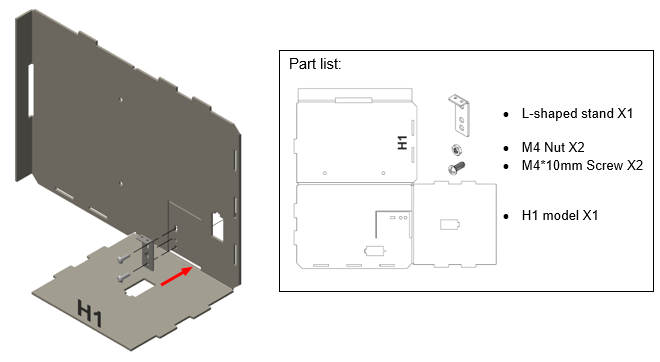 H1
Part list:
H1
L-shaped stand X1
M4 Nut X2
M4*10mm Screw X2
H1 model X1